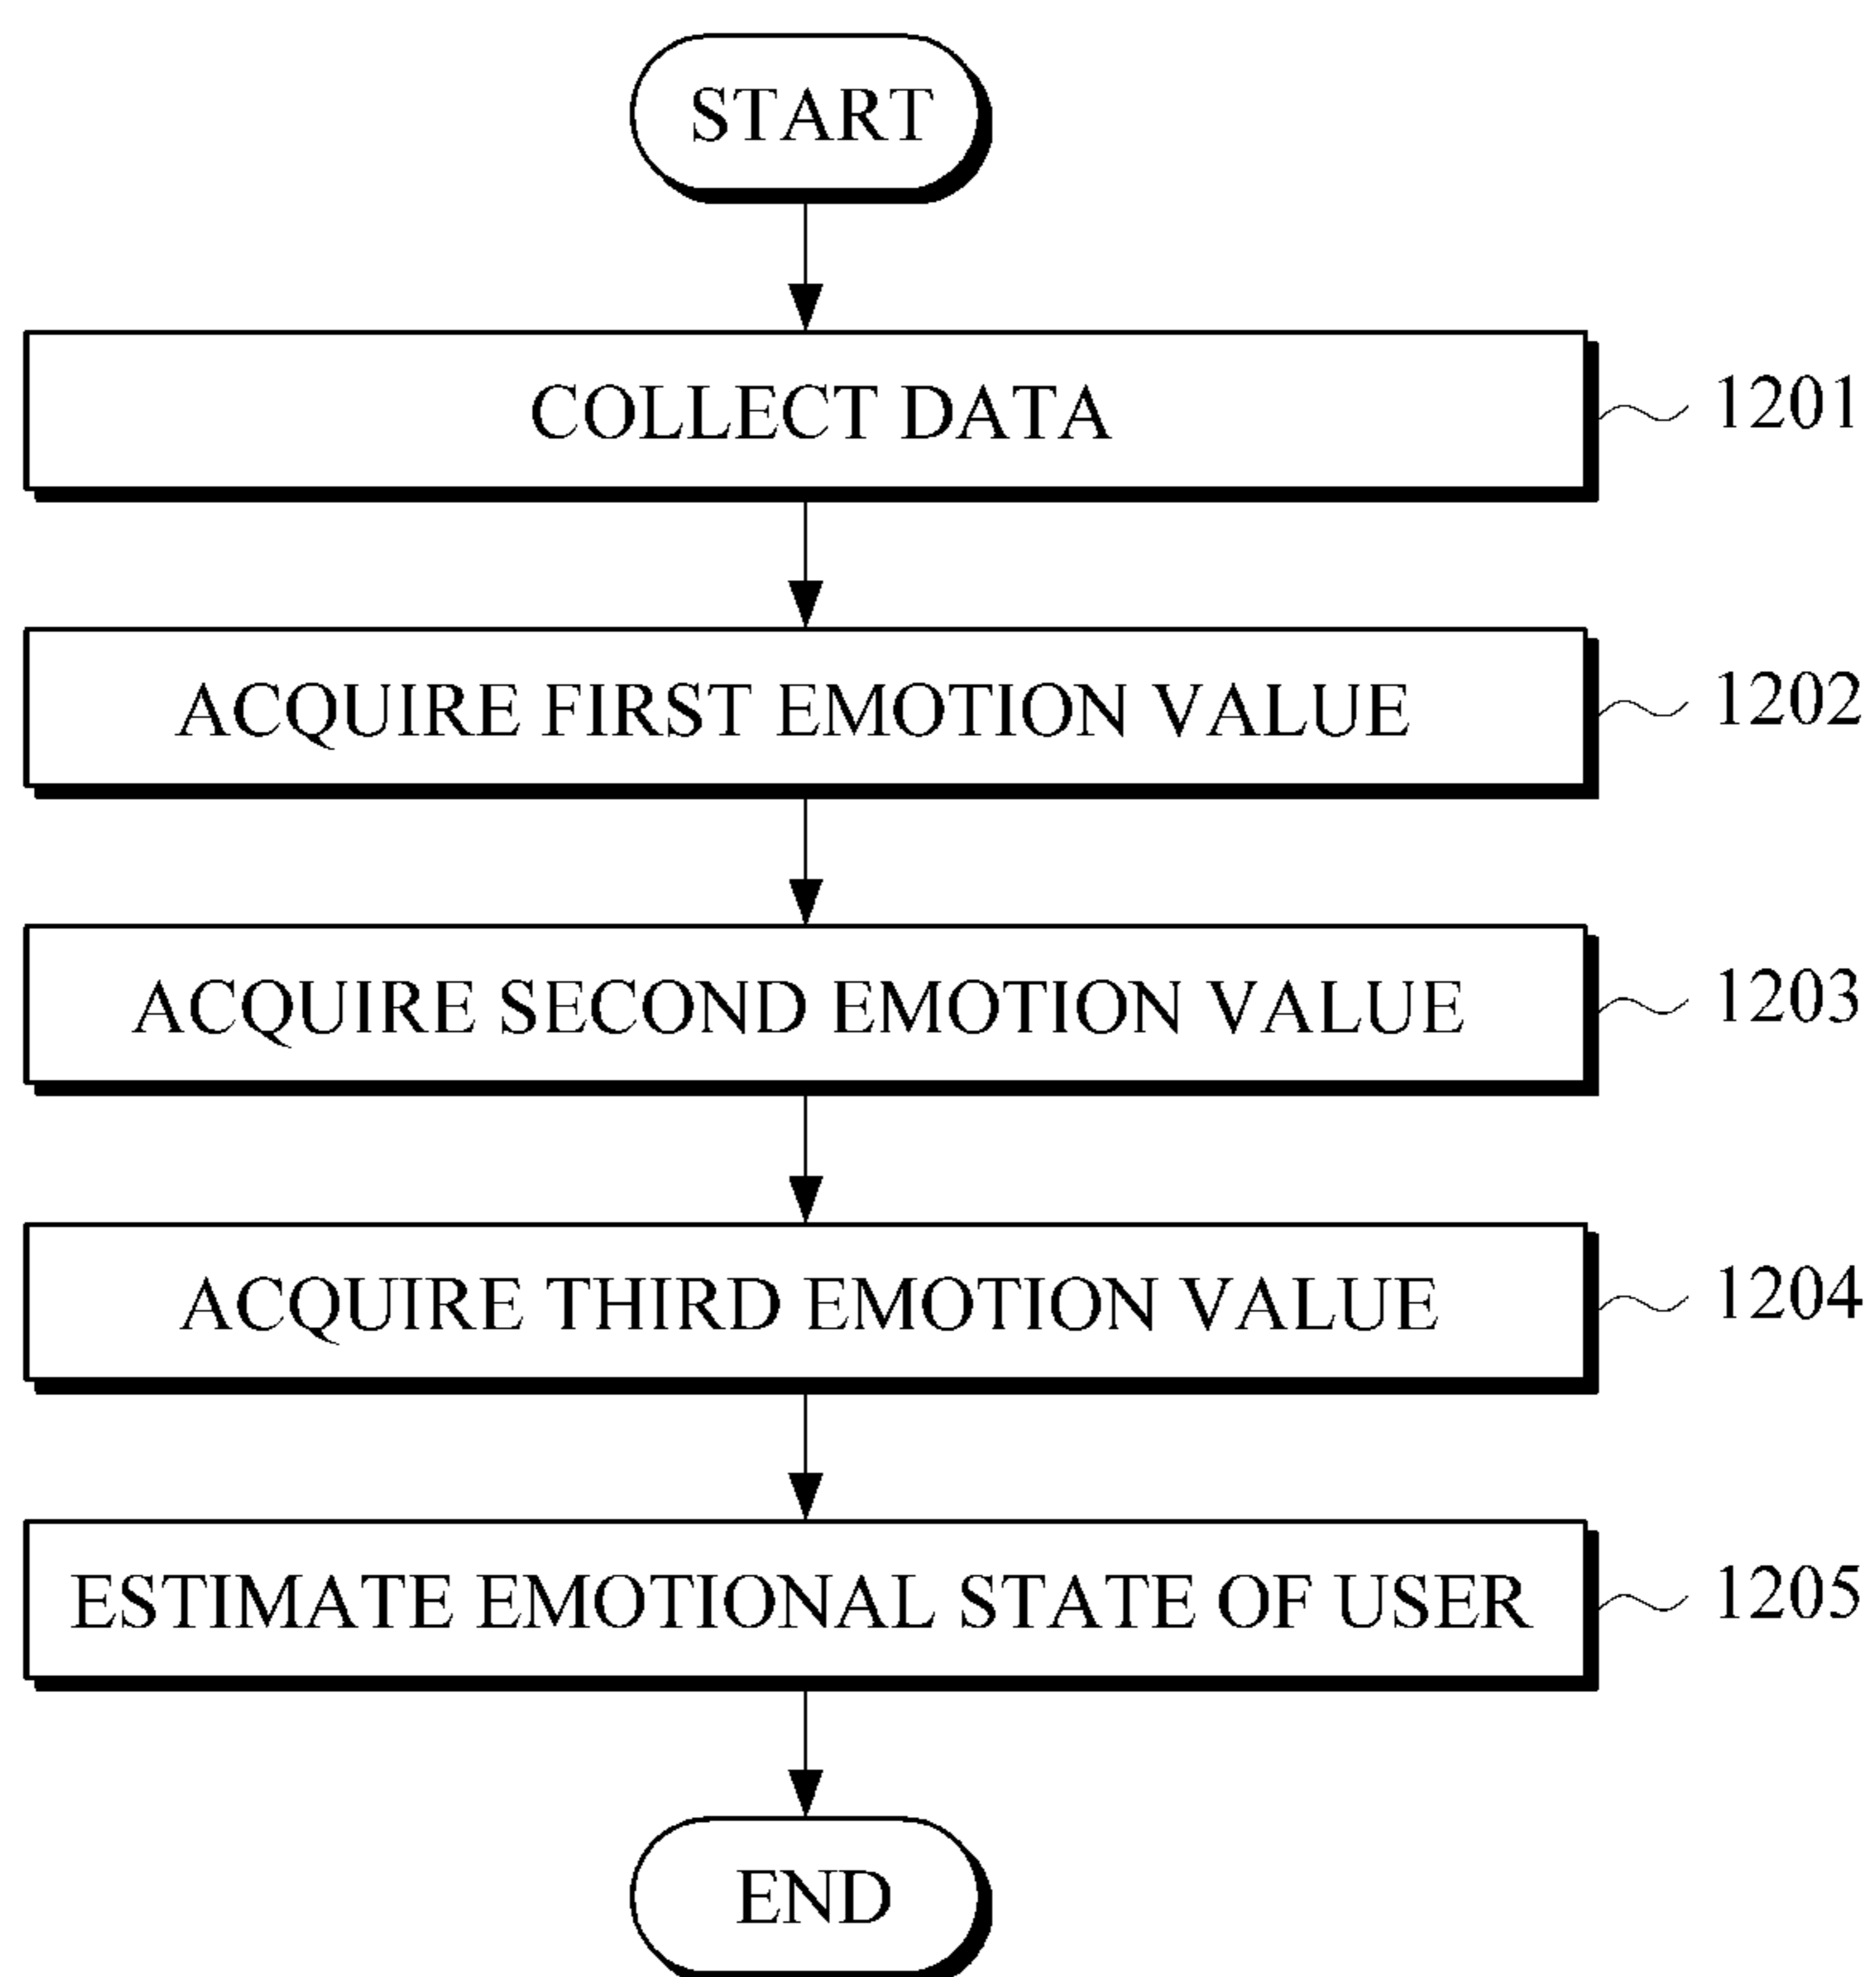 START
COLLECT DATA 1201
ACQUIRE FIRST EMOTION VALUE 1202
ACQUIRE SECOND EMOTION VALUE 1203
ACQUIRE THIRD EMOTION VALUE 1204
ESTIMATE EMOTIONAL STATE OF USER 1205
END